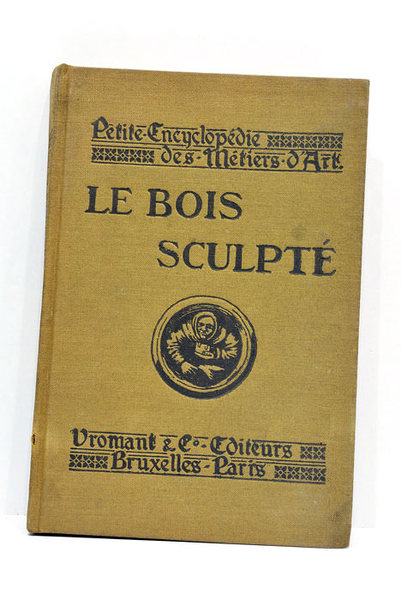 Petite-Encyclopédie
des-Métiers-d'Art.
LE BOIS
SCULPTÉ
Vromant & Co.-Editeurs
Bruxelles-Paris